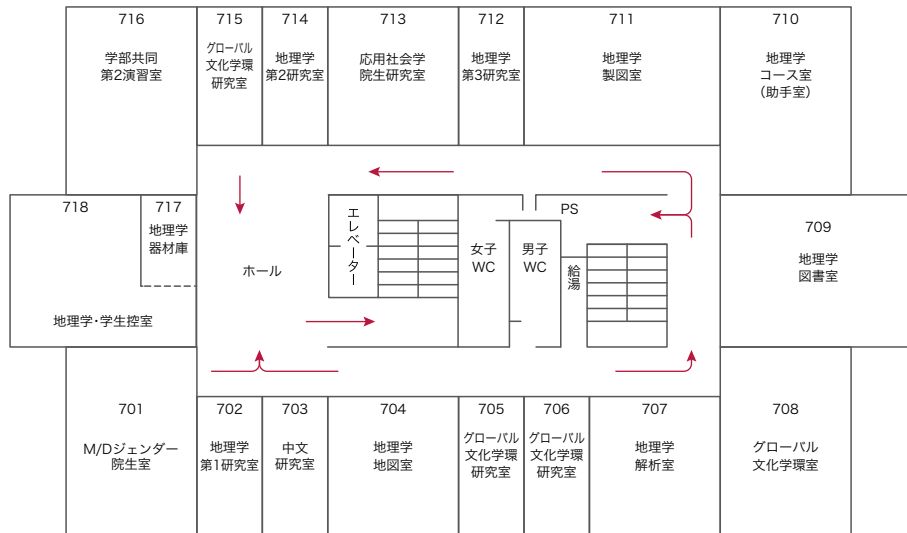 716
学部共同
第2演習室
715
グローバル
文化学環
研究室
714
地理学
第2研究室
713
応用社会学
院生研究室
712
地理学
第3研究室
711
地理学
製図室
710
地理学
コース室
（助手室）
718
地理学・学生控室
717
地理学
器材庫
ホール
エレベーター
女子
WC
男子
WC
PS
給湯
709
地理学
図書室
701
M/Dジェンダー
院生室
702
地理学
第1研究室
703
中文
研究室
704
地理学
地図室
705
グローバル
文化学環
研究室
706
グローバル
文化学環
研究室
707
地理学
解析室
708
グローバル
文化学環室